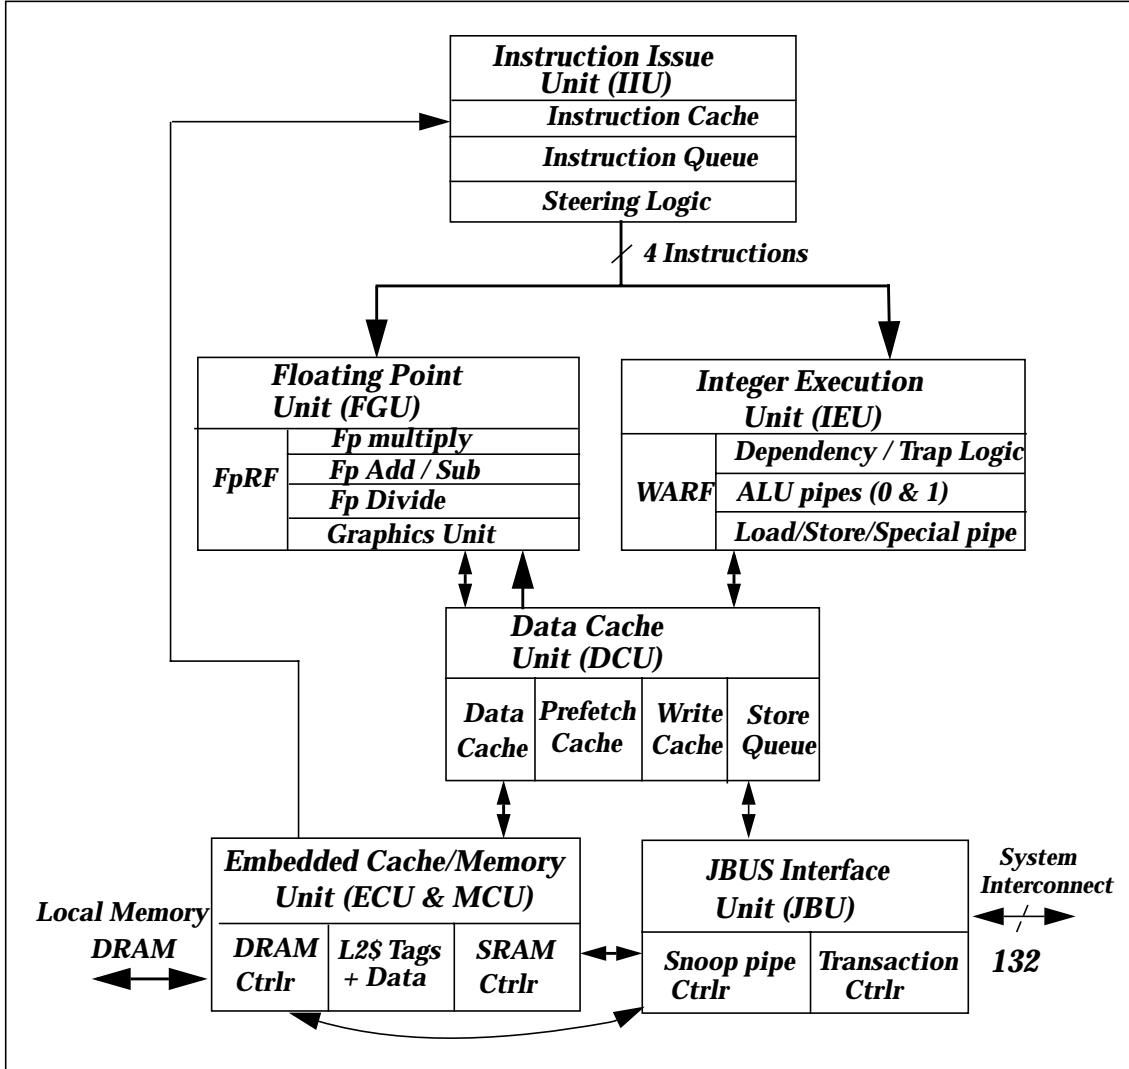 Instruction Issue
Unit (IIU)
Instruction Cache
Instruction Queue
Steering Logic
4 Instructions
Floating Point
Unit (FGU)
FpRF
Fp multiply
Fp Add / Sub
Fp Divide
Graphics Unit
Integer Execution
Unit (IEU)
WARF
Dependency / Trap Logic
ALU pipes (0 & 1)
Load/Store/Special pipe
Data Cache
Unit (DCU)
Data
Cache
Prefetch
Cache
Write
Cache
Store
Queue
Embedded Cache/Memory
Unit (ECU & MCU)
DRAM
Ctrlr
L2$ Tags
+ Data
SRAM
Ctrlr
Local Memory
DRAM
JBUS Interface
Unit (JBU)
Snoop pipe
Ctrlr
Transaction
Ctrlr
System
Interconnect
132